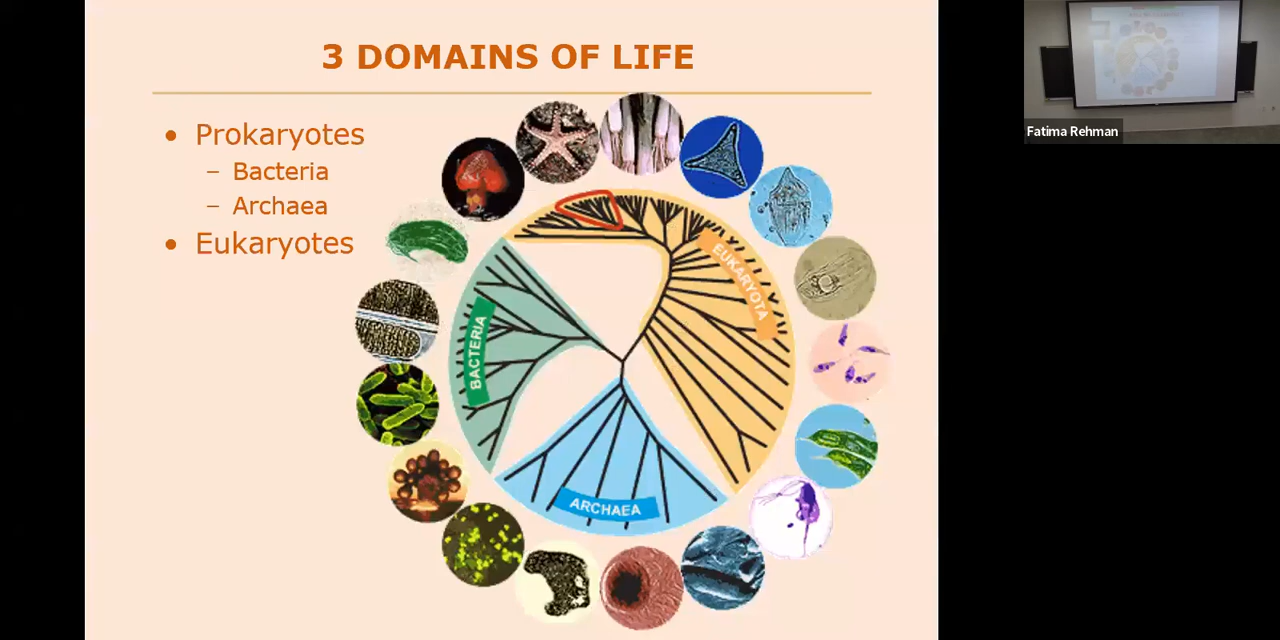 3 DOMAINS OF LIFE
• Prokaryotes
– Bacteria
– Archaea
• Eukaryotes
EUKARYOTA
BACTERIA
ARCHAEA
Fatima Rehman